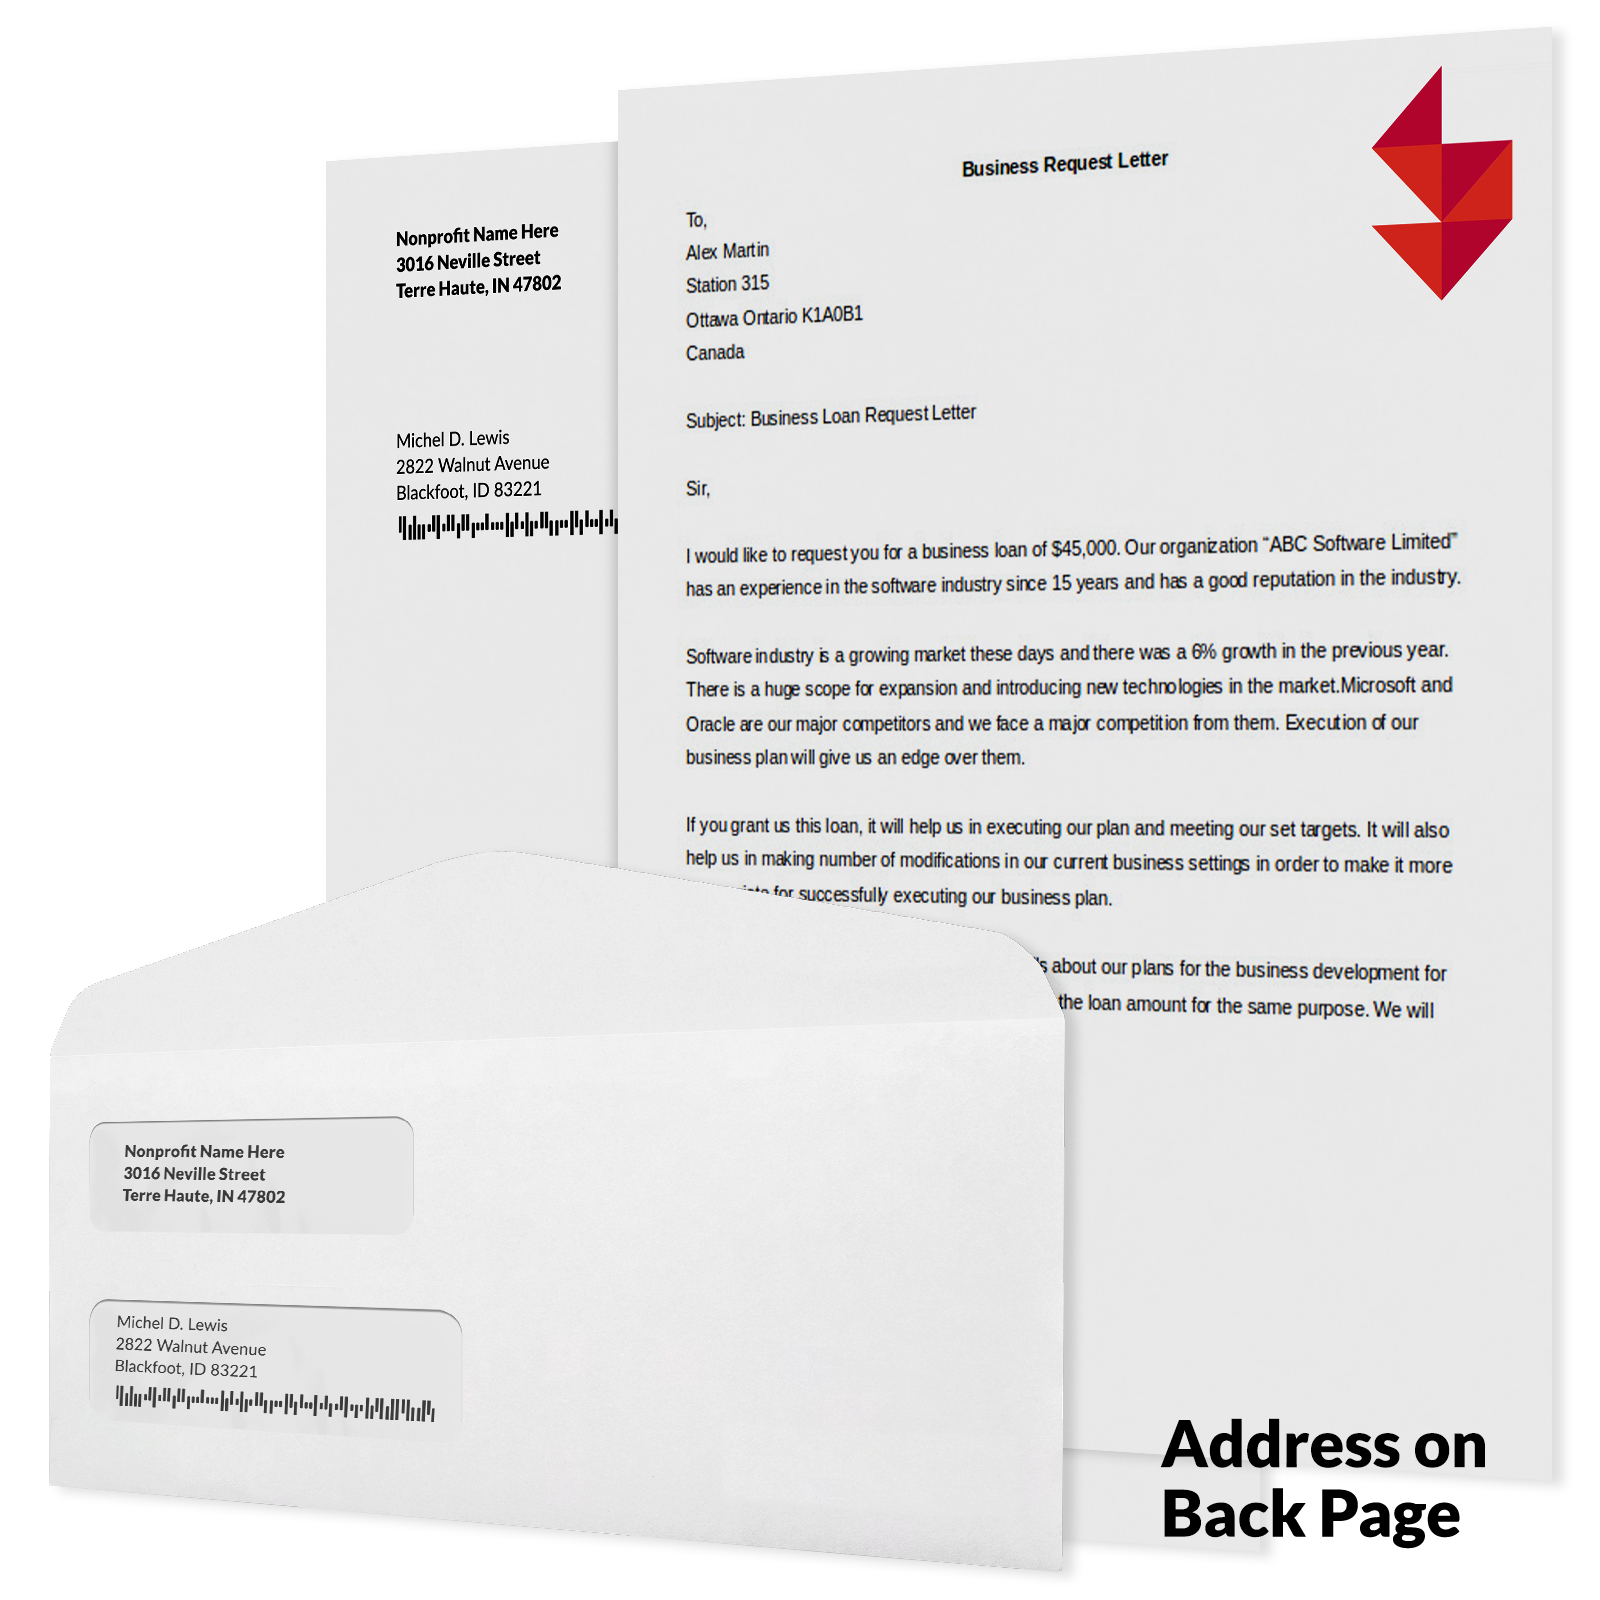 Nonprofit Name Here
3016 Neville Street
Terre Haute, IN 47802
Michel D. Lewis
2822 Walnut Avenue
Blackfoot, ID 83221
Business Request Letter
To,
Alex Martin
Station 315
Ottawa Ontario K1A0B1
Canada
Subject: Business Loan Request Letter
Sir,
I would like to request you for a business loan of $45,000. Our organization “ABC Software Limited”
has an experience in the software industry since 15 years and has a good reputation in the industry.
Software industry is a growing market these days and there was a 6% growth in the previous year.
There is a huge scope for expansion and introducing new technologies in the market.Microsoft and
Oracle are our major competitors and we face a major competition from them. Execution of our
business plan will give us an edge over them.
If you grant us this loan, it will help us in executing our plan and meeting our set targets. It will also
help us in making number of modifications in our current business settings in order to make it more
for successfully executing our business plan.
about our plans for the business development for
the loan amount for the same purpose. We will
Nonprofit Name Here
3016 Neville Street
Terre Haute, IN 47802
Michel D. Lewis
2822 Walnut Avenue
Blackfoot, ID 83221
Address on
Back Page